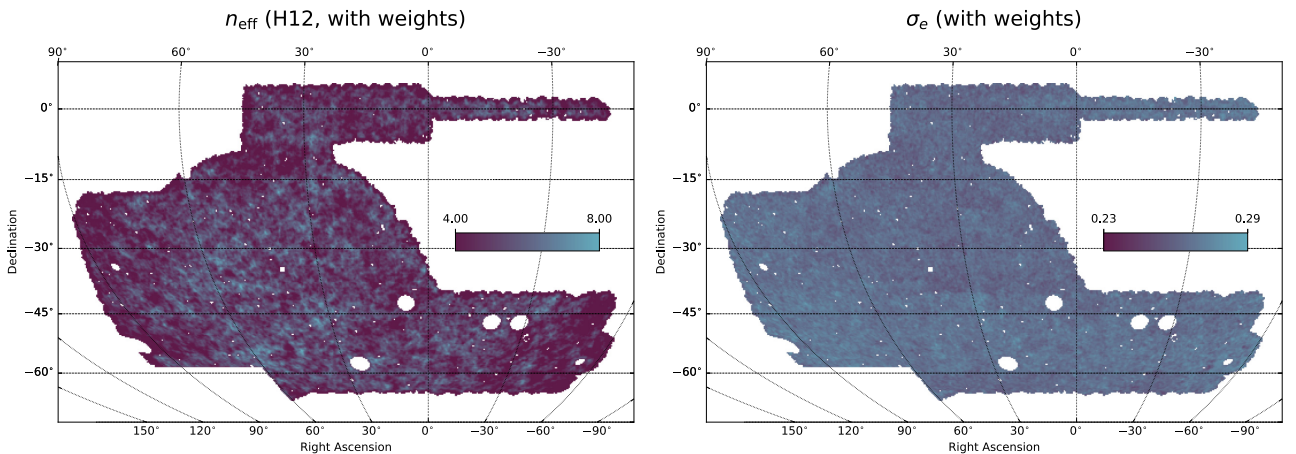 n_eff (H12, with weights)
90° 60° 30° 0° −30°
0°
−15°
−30°
−45°
−60°
Declination
4.00 8.00
150° 120° 90° 60° 30° 0° −30° −60° −90°
Right Ascension
σ_e (with weights)
90° 60° 30° 0° −30°
0°
−15°
−30°
−45°
−60°
Declination
0.23 0.29
150° 120° 90° 60° 30° 0° −30° −60° −90°
Right Ascension